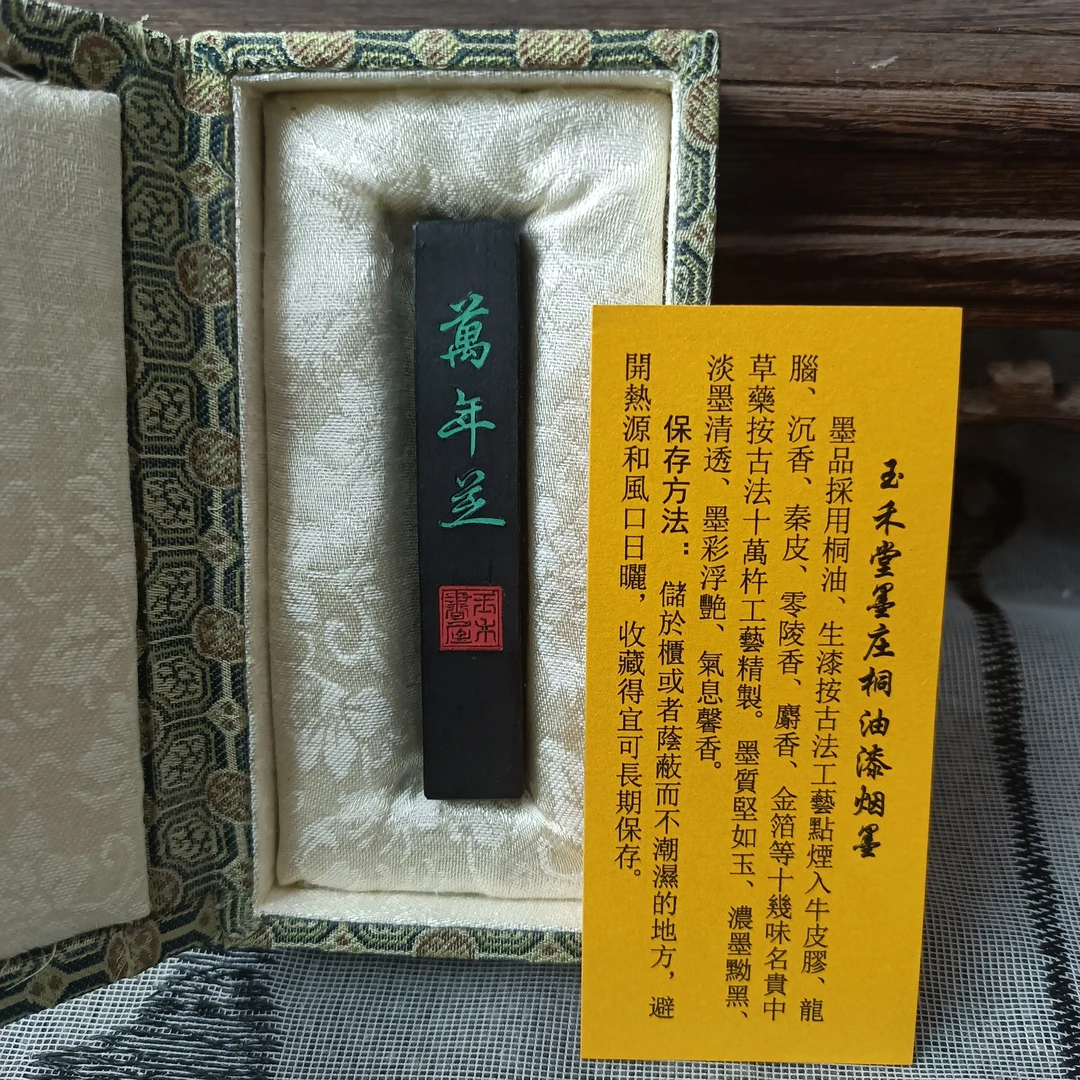 萬年芝
玉禾書屋
玉禾堂墨庄桐油漆烟墨
墨品採用桐油、生漆按古法工藝點煙入牛皮膠、龍
腦、沉香、秦皮、零陵香、麝香、金箔等十幾味名貴中
草藥按古法十萬杵工藝精製。墨質堅如玉、濃墨黝黑、
淡墨清透、墨彩浮艷、氣息馨香。
保存方法：儲於櫃或者蔭蔽而不潮濕的地方，避
開熱源和風口日曬，收藏得宜可長期保存。